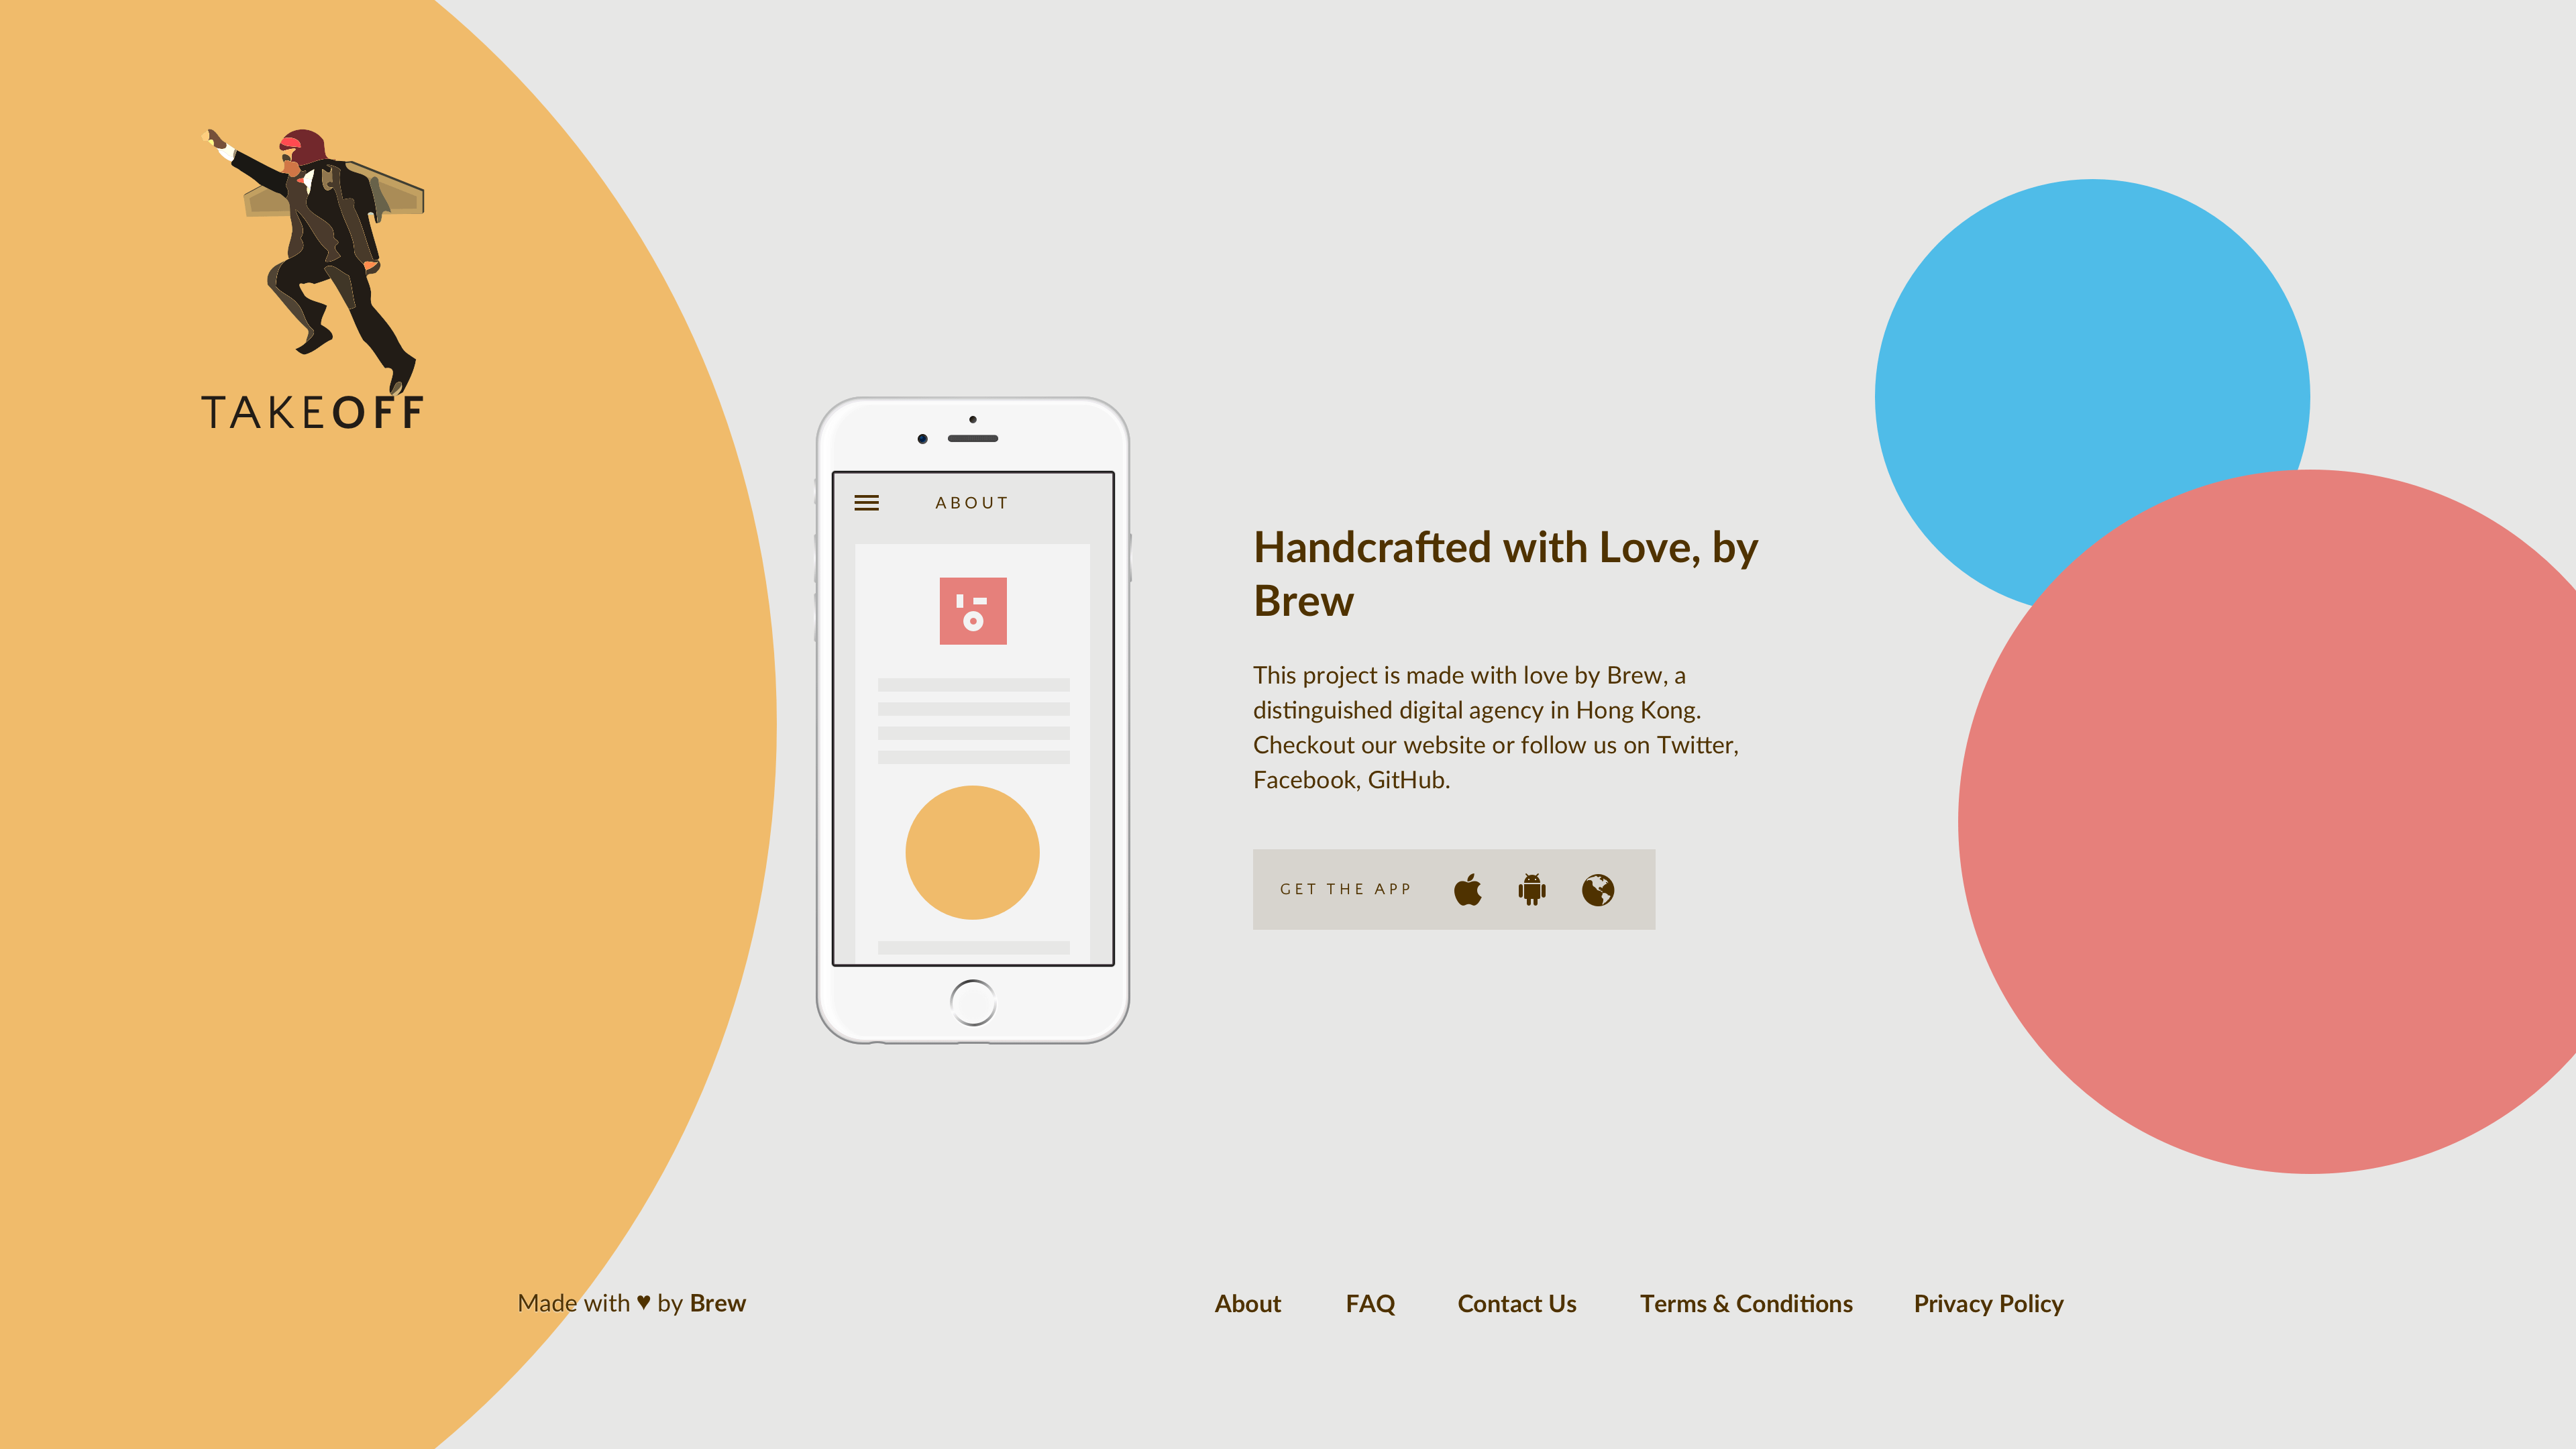 TAKEOFF
ABOUT
Handcrafted with Love, by
Brew
This project is made with love by Brew, a
distinguished digital agency in Hong Kong.
Checkout our website or follow us on Twitter,
Facebook, GitHub.
GET THE APP
Made with ♥ by Brew
About FAQ Contact Us Terms & Conditions Privacy Policy